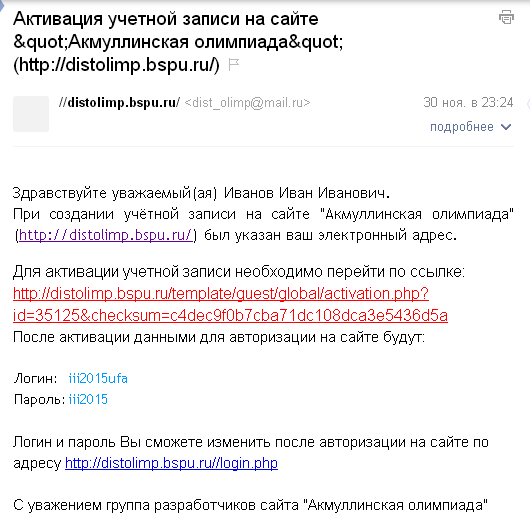 Активация учетной записи на сайте
&quot;Акмуллинская олимпиада&quot;
(http://distolimp.bspu.ru/)
//distolimp.bspu.ru/ <dist_olimp@mail.ru> 30 ноя. в 23:24
подробнее
Здравствуйте уважаемый(ая) Иванов Иван Иванович.
При создании учётной записи на сайте "Акмуллинская олимпиада"
(http://distolimp.bspu.ru/) был указан ваш электронный адрес.
Для активации учетной записи необходимо перейти по ссылке:
http://distolimp.bspu.ru/template/guest/global/activation.php?
id=35125&checksum=c4dec9f0b7cba71dc108dca3e5436d5a
После активации данными для авторизации на сайте будут:
Логин: iii2015ufa
Пароль: iii2015
Логин и пароль Вы сможете изменить после авторизации на сайте по
адресу http://distolimp.bspu.ru//login.php
С уважением группа разработчиков сайта "Акмуллинская олимпиада"